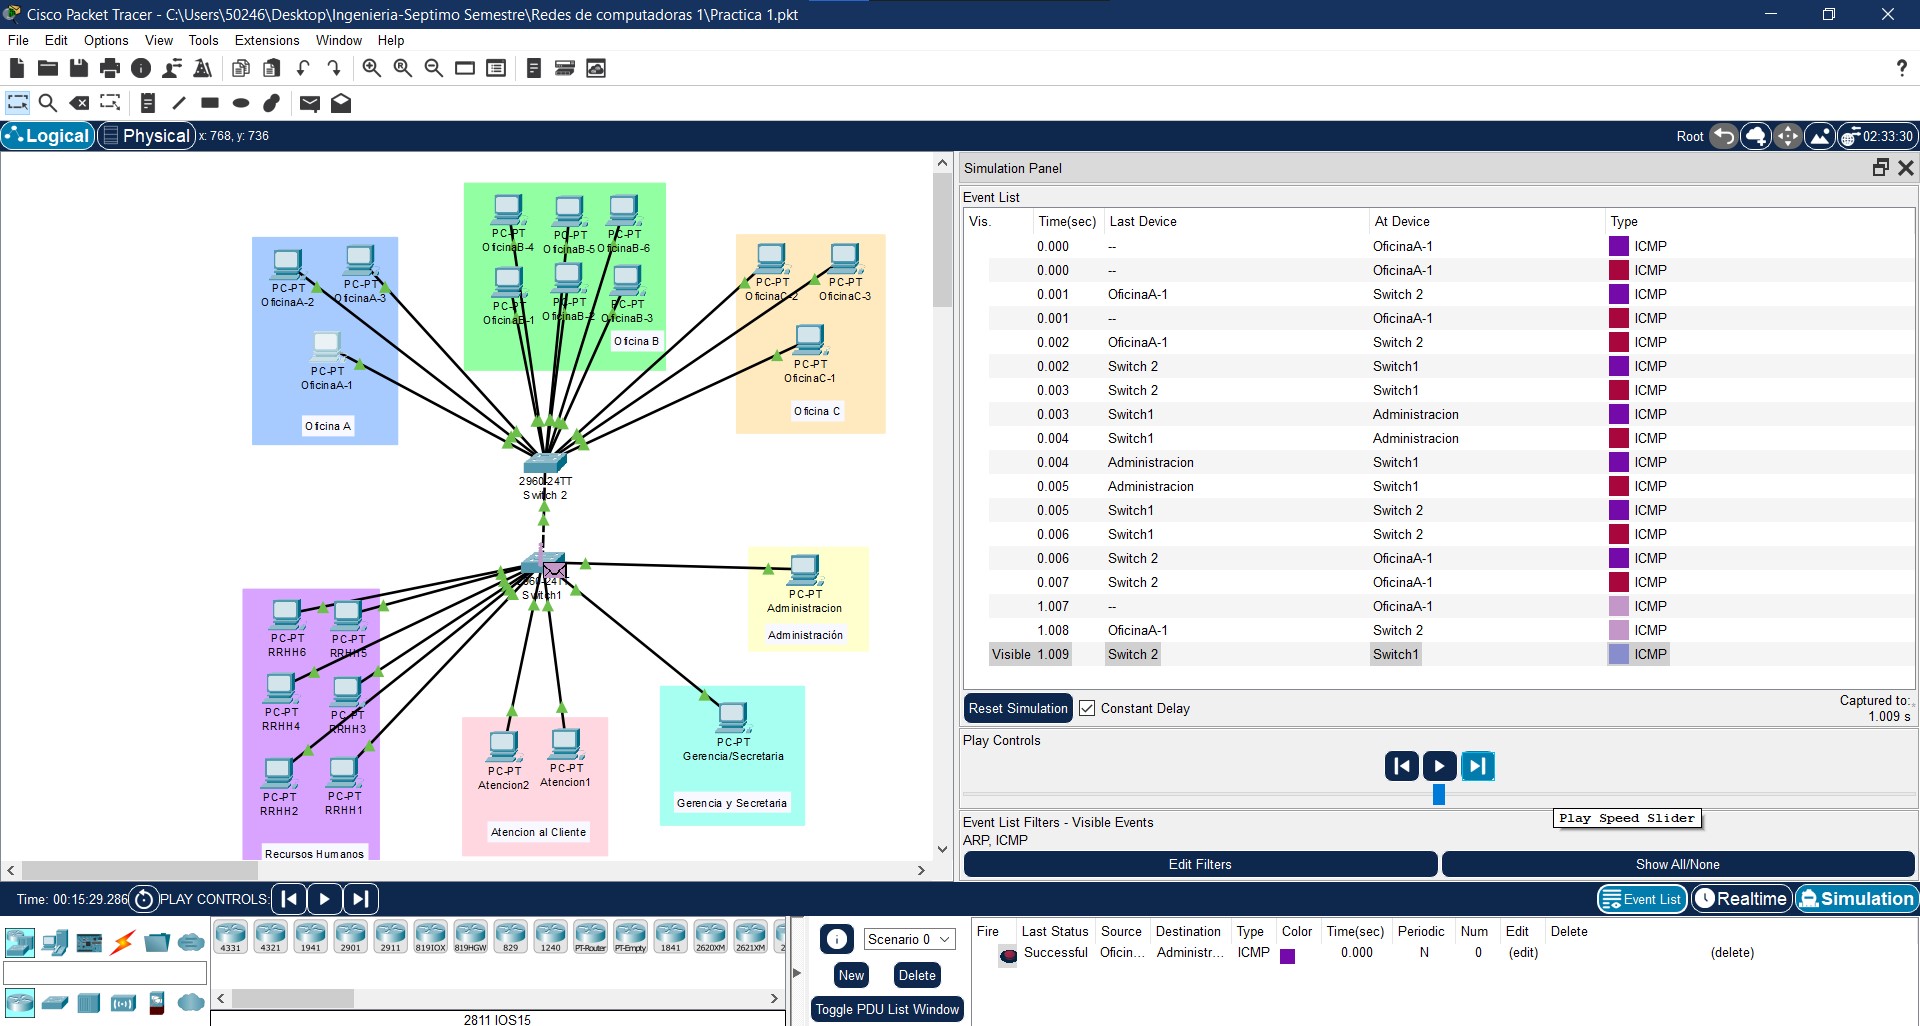 Cisco Packet Tracer - C:\Users\50246\Desktop\Ingenieria-Septimo Semestre\Redes de computadoras 1\Practica 1.pkt
File Edit Options View Tools Extensions Window Help
Logical Physical x: 768, y: 736
Root 02:33:30
PC-PT
OficinaA-2
PC-PT
OficinaA-3
PC-PT
OficinaA-1
Oficina A
PC-PT
OficinaB-4
PC-PT
OficinaB-5
PC-PT
OficinaB-6
PC-PT
OficinaB-1
PC-PT
OficinaB-2
PC-PT
OficinaB-3
Oficina B
PC-PT
OficinaC-2
PC-PT
OficinaC-3
PC-PT
OficinaC-1
Oficina C
2960-24TT
Switch 2
2960-24TT
Switch1
PC-PT
Administracion
Administración
PC-PT
RRHH6
PC-PT
RRHH5
PC-PT
RRHH4
PC-PT
RRHH3
PC-PT
RRHH2
PC-PT
RRHH1
Recursos Humanos
PC-PT
Atencion2
PC-PT
Atencion1
Atencion al Cliente
PC-PT
Gerencia/Secretaria
Gerencia y Secretaria
Simulation Panel
Event List
Vis. Time(sec) Last Device At Device Type
0.000 -- OficinaA-1 ICMP
0.000 -- OficinaA-1 ICMP
0.001 OficinaA-1 Switch 2 ICMP
0.001 -- OficinaA-1 ICMP
0.002 OficinaA-1 Switch 2 ICMP
0.002 Switch 2 Switch1 ICMP
0.003 Switch 2 Switch1 ICMP
0.003 Switch1 Administracion ICMP
0.004 Switch1 Administracion ICMP
0.004 Administracion Switch1 ICMP
0.005 Administracion Switch1 ICMP
0.005 Switch1 Switch 2 ICMP
0.006 Switch1 Switch 2 ICMP
0.006 Switch 2 OficinaA-1 ICMP
0.007 Switch 2 OficinaA-1 ICMP
1.007 -- OficinaA-1 ICMP
1.008 OficinaA-1 Switch 2 ICMP
Visible 1.009 Switch 2 Switch1 ICMP
Reset Simulation Constant Delay
Captured to:
1.009 s
Play Controls
Play Speed Slider
Event List Filters - Visible Events
ARP, ICMP
Edit Filters Show All/None
Time: 00:15:29.286 PLAY CONTROLS:
Event List Realtime Simulation
4331 4321 1941 2901 2911 819IOX 819HGW 829 1240 PT-Router PT-Empty 1841 2620XM 2621XM 2
2811 IOS15
Scenario 0
New Delete
Toggle PDU List Window
Fire Last Status Source Destination Type Color Time(sec) Periodic Num Edit Delete
Successful Oficin... Administr... ICMP 0.000 N 0 (edit) (delete)